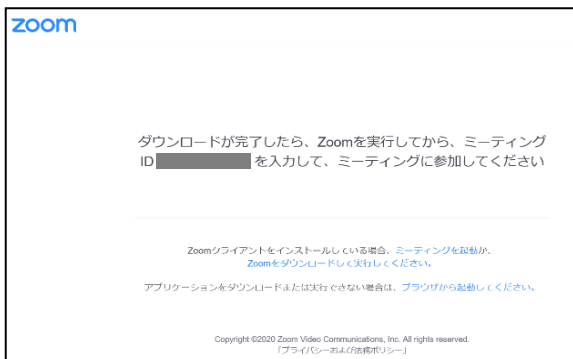 zoom
ダウンロードが完了したら、Zoomを実行してから、ミーティング
ID を入力して、ミーティングに参加してください
Zoomクライアントをインストールしている場合、ミーティングを起動か、
Zoomをダウンロードして実行してください。
アプリケーションをダウンロードまたは実行できない場合は、ブラウザから起動してください。
Copyright ©2020 Zoom Video Communications, Inc. All rights reserved.
「プライバシーおよび法務ポリシー」